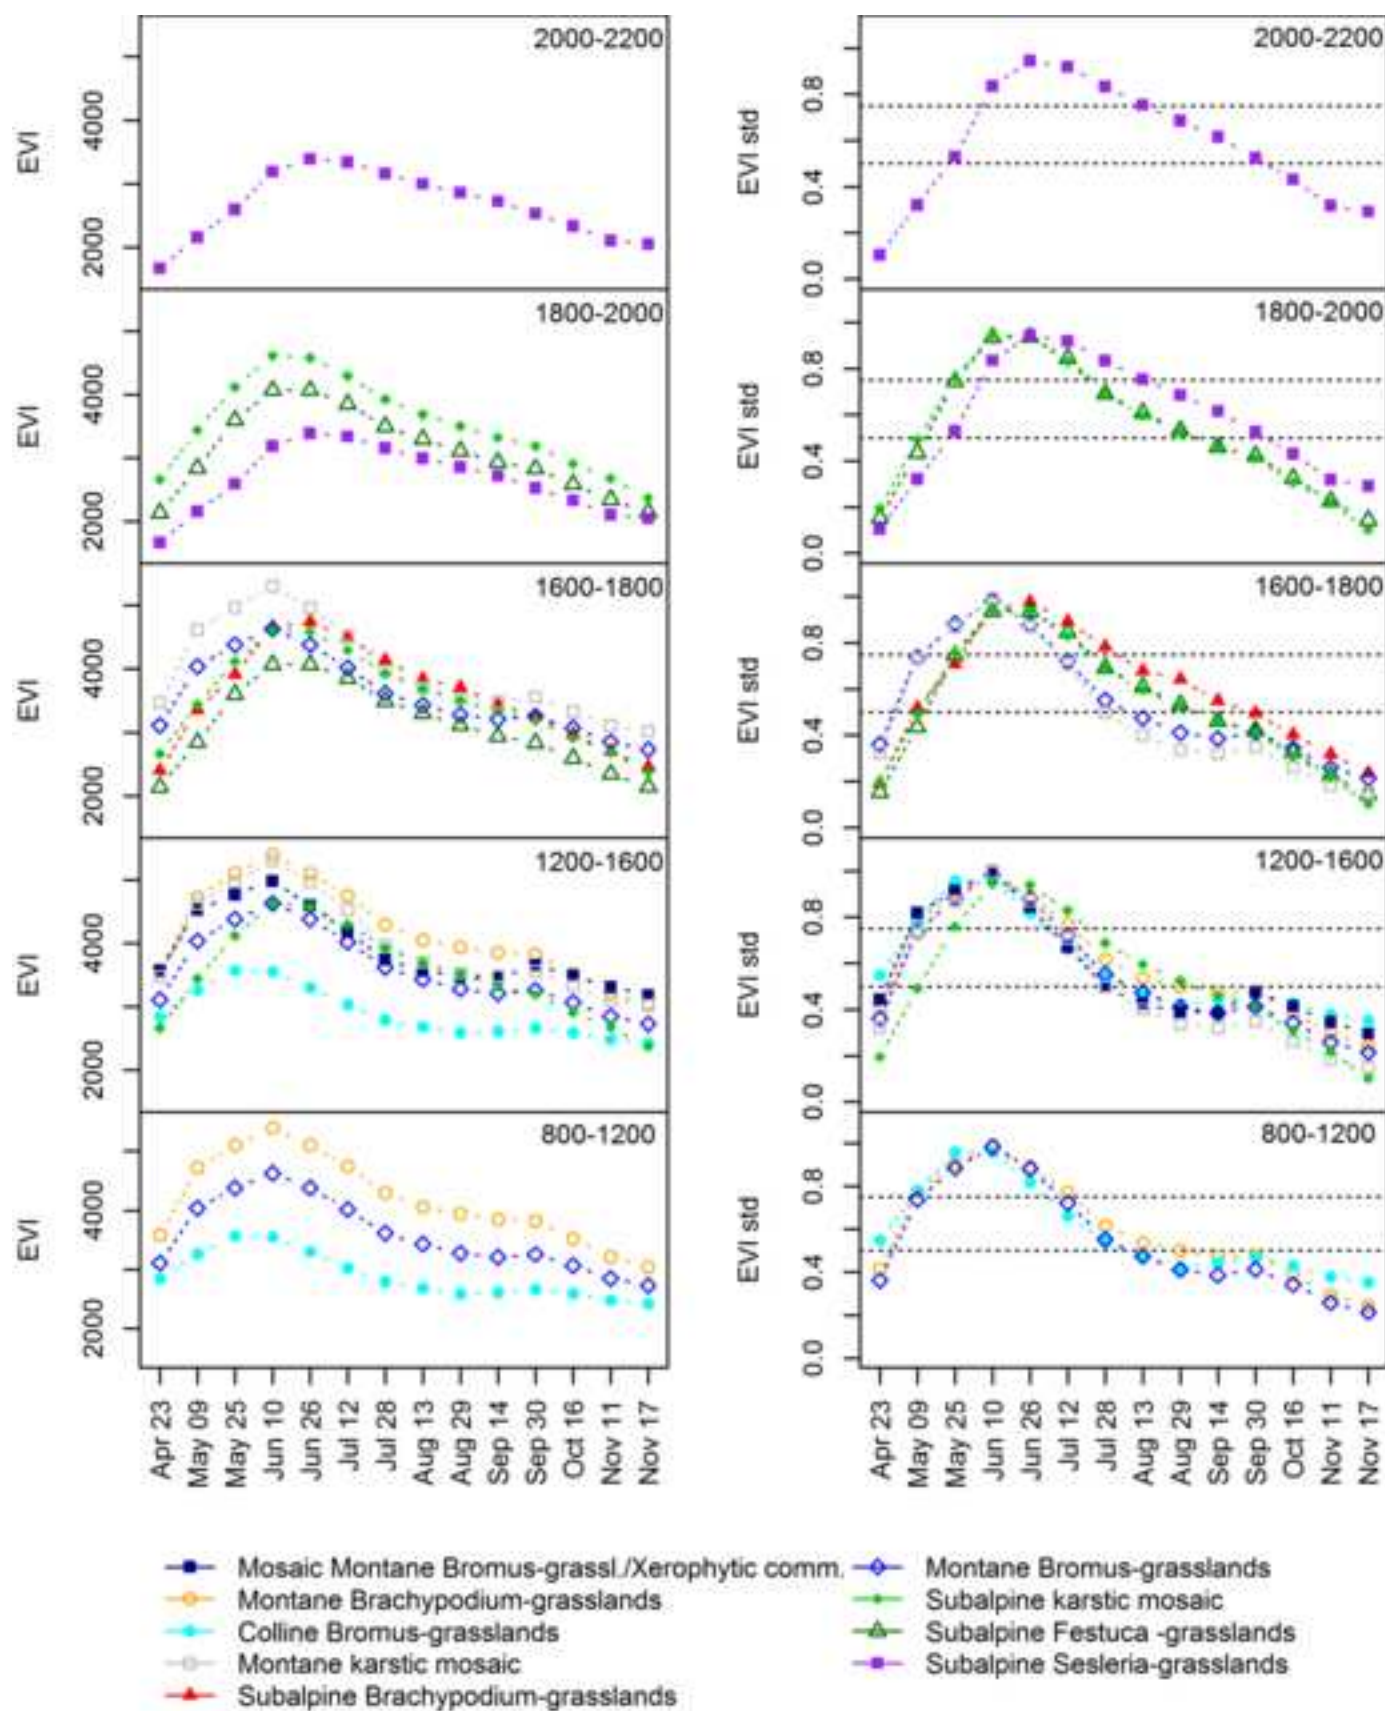 2000-2200
EVI
4000
2000
2000-2200
EVI std
0.8
0.4
0.0
1800-2000
EVI
4000
2000
1800-2000
EVI std
0.8
0.4
0.0
1600-1800
EVI
4000
2000
1600-1800
EVI std
0.8
0.4
0.0
1200-1600
EVI
4000
2000
1200-1600
EVI std
0.8
0.4
0.0
800-1200
EVI
4000
2000
800-1200
EVI std
0.8
0.4
0.0
Apr 23
May 09
May 25
Jun 10
Jun 26
Jul 12
Jul 28
Aug 13
Aug 29
Sep 14
Sep 30
Oct 16
Nov 11
Nov 17
Apr 23
May 09
May 25
Jun 10
Jun 26
Jul 12
Jul 28
Aug 13
Aug 29
Sep 14
Sep 30
Oct 16
Nov 11
Nov 17
Mosaic Montane Bromus-grassl./Xerophytic comm.
Montane Brachypodium-grasslands
Colline Bromus-grasslands
Montane karstic mosaic
Subalpine Brachypodium-grasslands
Montane Bromus-grasslands
Subalpine karstic mosaic
Subalpine Festuca -grasslands
Subalpine Sesleria-grasslands